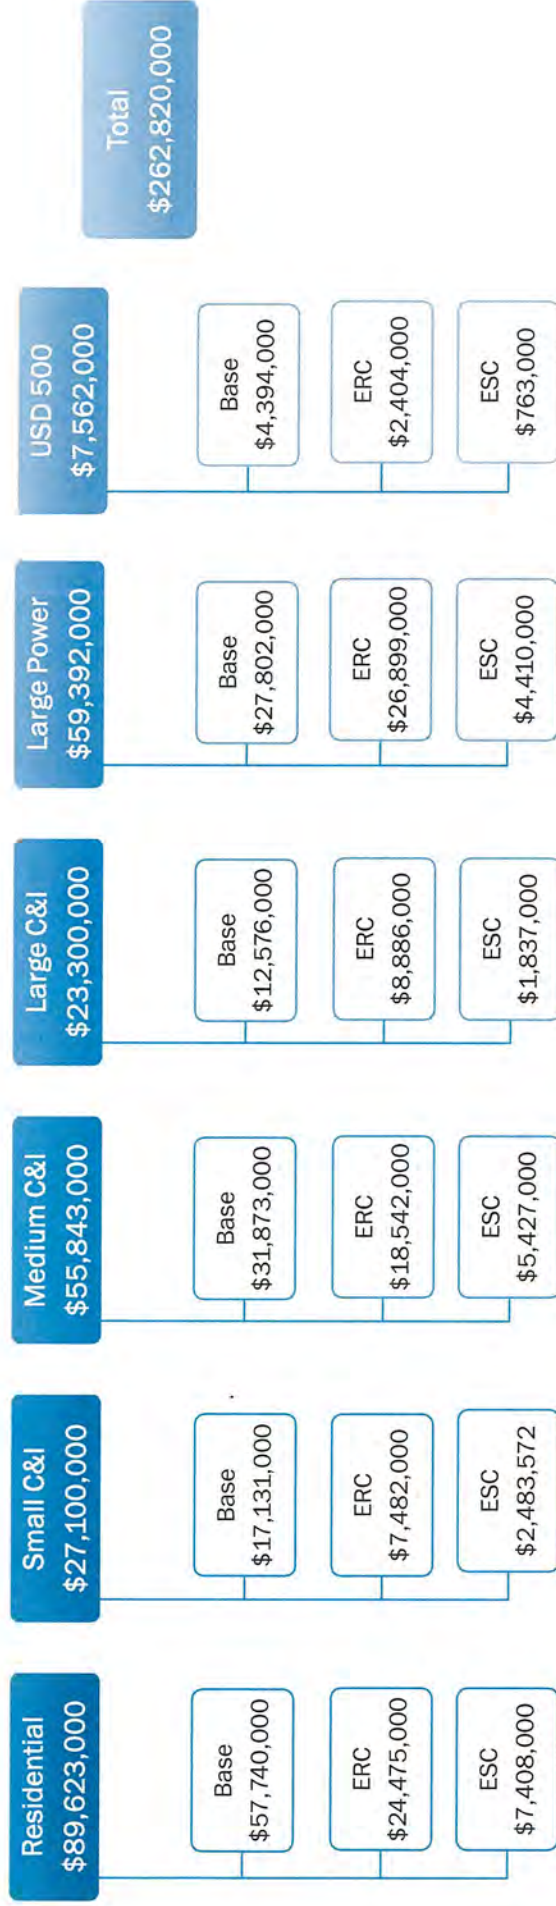 Residential
$89,623,000
Base
$57,740,000
ERC
$24,475,000
ESC
$7,408,000
Small C&I
$27,100,000
Base
$17,131,000
ERC
$7,482,000
ESC
$2,483,572
Medium C&I
$55,843,000
Base
$31,873,000
ERC
$18,542,000
ESC
$5,427,000
Large C&I
$23,300,000
Base
$12,576,000
ERC
$8,886,000
ESC
$1,837,000
Large Power
$59,392,000
Base
$27,802,000
ERC
$26,899,000
ESC
$4,410,000
USD 500
$7,562,000
Base
$4,394,000
ERC
$2,404,000
ESC
$763,000
Total
$262,820,000